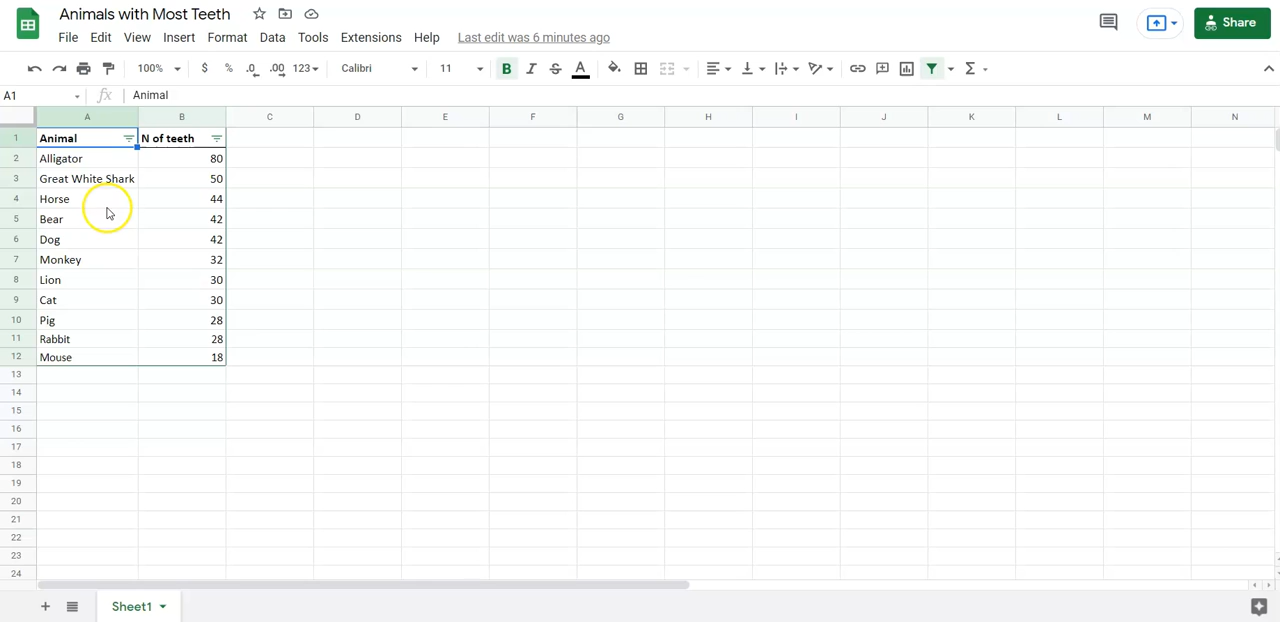 Animals with Most Teeth
File Edit View Insert Format Data Tools Extensions Help Last edit was 6 minutes ago
Share
100% $ % .0 .00 123 Calibri 11 B I S A Σ
A1 fx Animal
A B C D E F G H I J K L M N
1 Animal N of teeth
2 Alligator 80
3 Great White Shark 50
4 Horse 44
5 Bear 42
6 Dog 42
7 Monkey 32
8 Lion 30
9 Cat 30
10 Pig 28
11 Rabbit 28
12 Mouse 18
13
14
15
16
17
18
19
20
21
22
23
24
Sheet1